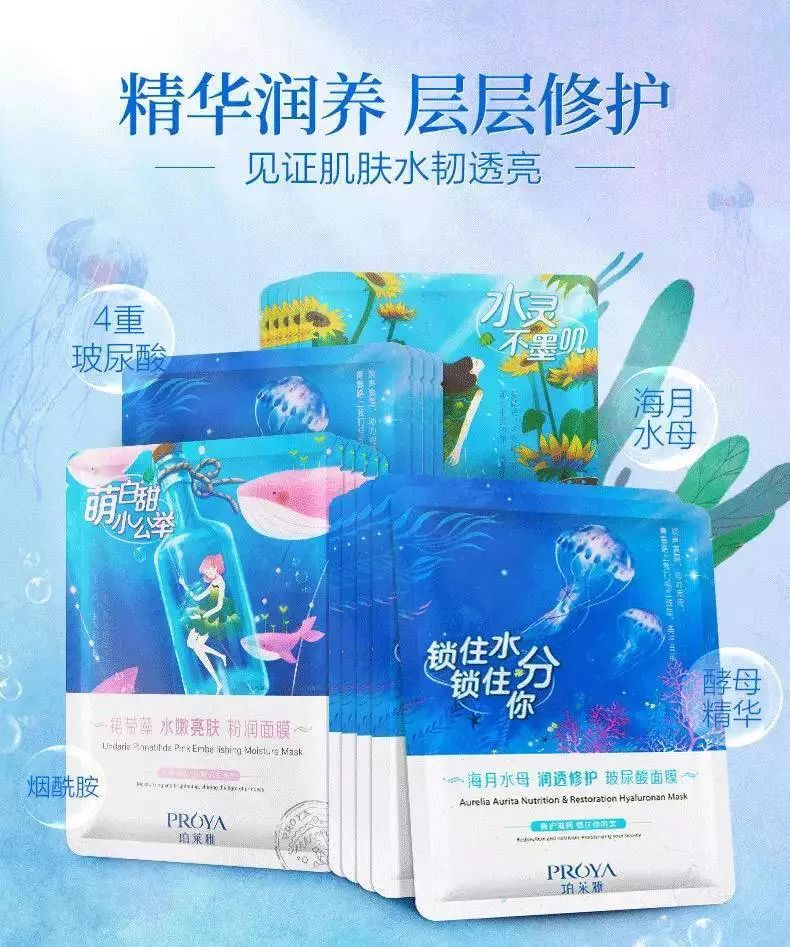 精华润养 层层修护
见证肌肤水韧透亮
4重
玻尿酸
水灵
不墨叽
海月
水母
萌白甜
小公举
锁住水分
锁住你
酵母
精华
裙带藻 水嫩亮肤 粉润面膜
Undaria Pinnatifida Pink Embellishing Moisture Mask
烟酰胺
PROYA
珀莱雅
PROYA
海月水母 润透修护 玻尿酸面膜
Aurelia Aurita Nutrition & Restoration Hyaluronan Mask
PROYA
珀莱雅